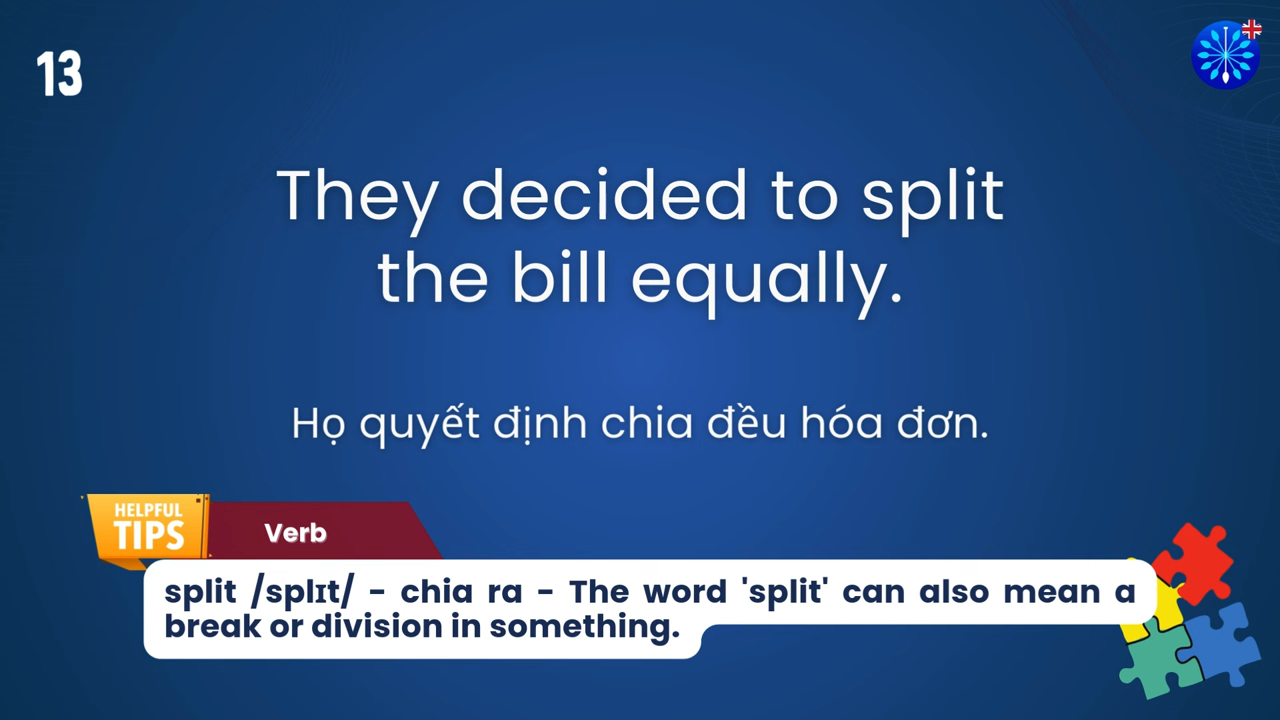 13
They decided to split
the bill equally.
Họ quyết định chia đều hóa đơn.
HELPFUL
TIPS
Verb
split /splɪt/ - chia ra - The word 'split' can also mean a
break or division in something.